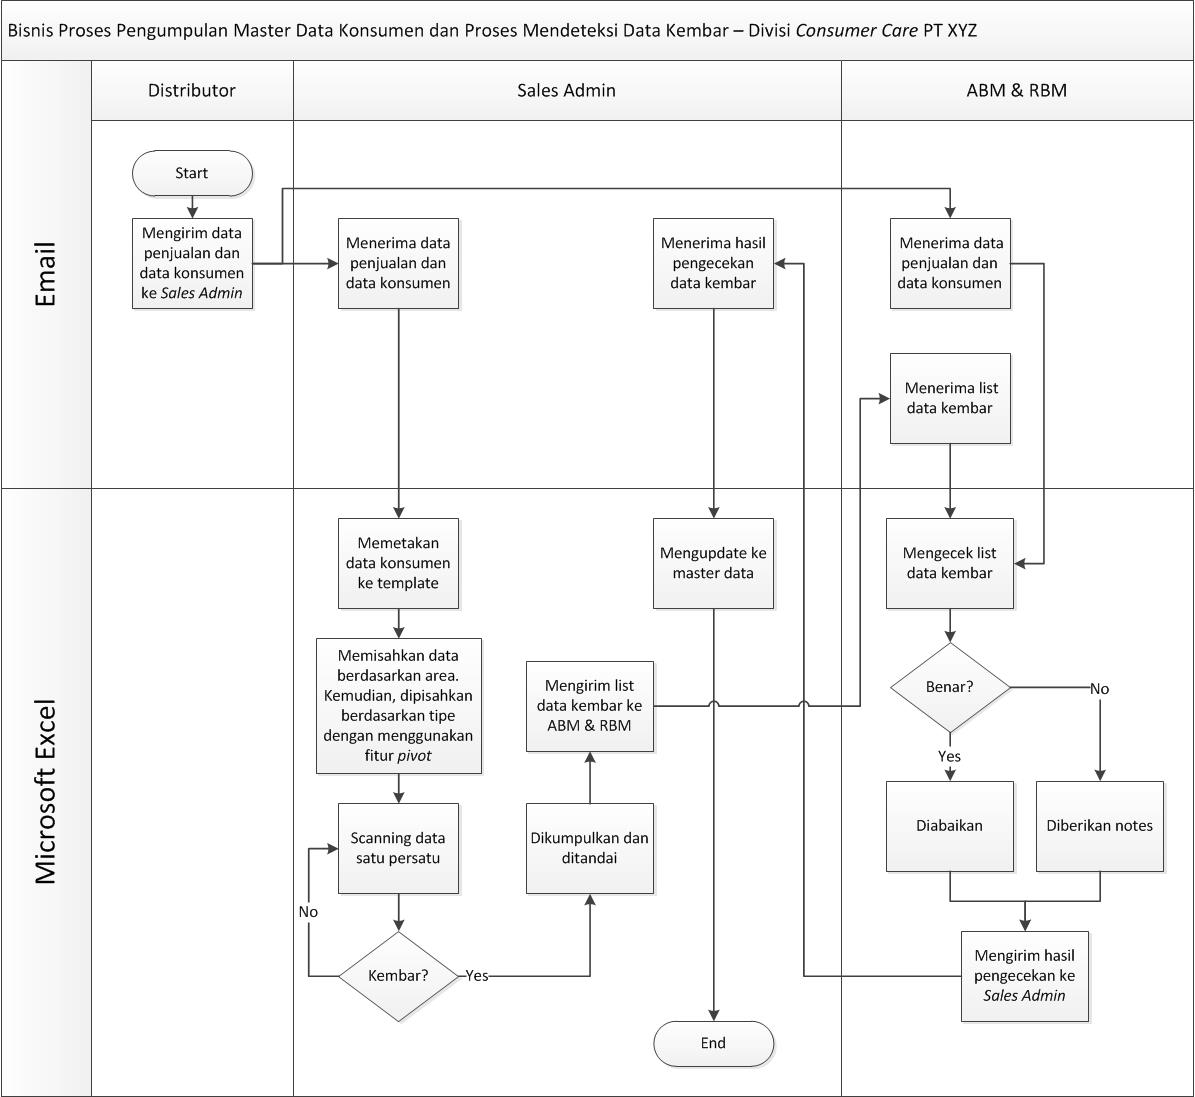 Bisnis Proses Pengumpulan Master Data Konsumen dan Proses Mendeteksi Data Kembar – Divisi Consumer Care PT XYZ
Distributor
Sales Admin
ABM & RBM
Email
Start
Mengirim data
penjualan dan
data konsumen
ke Sales Admin
Menerima data
penjualan dan
data konsumen
Menerima hasil
pengecekan
data kembar
Menerima data
penjualan dan
data konsumen
Menerima list
data kembar
Microsoft Excel
Memetakan
data konsumen
ke template
Mengupdate ke
master data
Mengecek list
data kembar
Memisahkan data
berdasarkan area.
Kemudian, dipisahkan
berdasarkan tipe
dengan menggunakan
fitur pivot
Mengirim list
data kembar ke
ABM & RBM
Benar?
No
Yes
Scanning data
satu persatu
Dikumpulkan dan
ditandai
Diabaikan
Diberikan notes
No
Kembar?
Yes
Mengirim hasil
pengecekan ke
Sales Admin
End